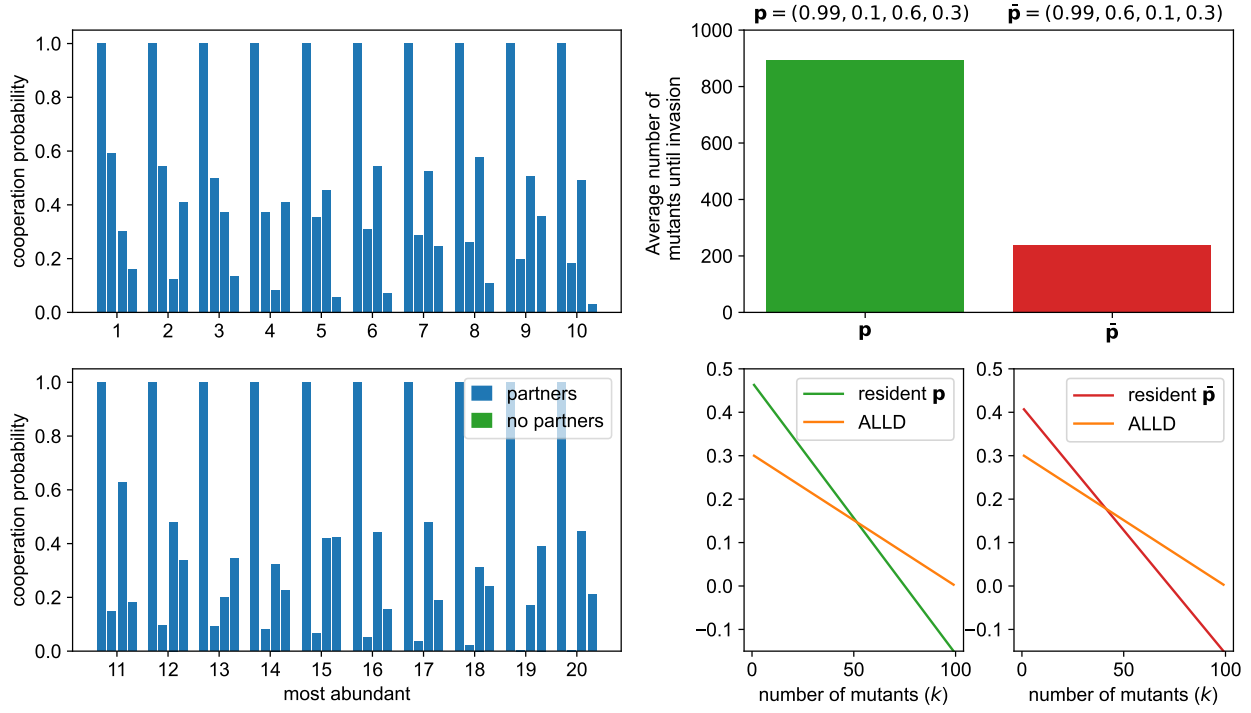 1.0
0.8
0.6
0.4
0.2
0.0
cooperation probability
1 2 3 4 5 6 7 8 9 10
p = (0.99, 0.1, 0.6, 0.3)
p̄ = (0.99, 0.6, 0.1, 0.3)
1000
800
600
400
200
0
Average number of
mutants until invasion
p
p̄
1.0
0.8
0.6
0.4
0.2
0.0
cooperation probability
partners
no partners
11 12 13 14 15 16 17 18 19 20
most abundant
0.5
0.4
0.3
0.2
0.1
0.0
−0.1
resident p
ALLD
0 50 100
number of mutants (k)
0.5
0.4
0.3
0.2
0.1
0.0
−0.1
resident p̄
ALLD
0 50 100
number of mutants (k)